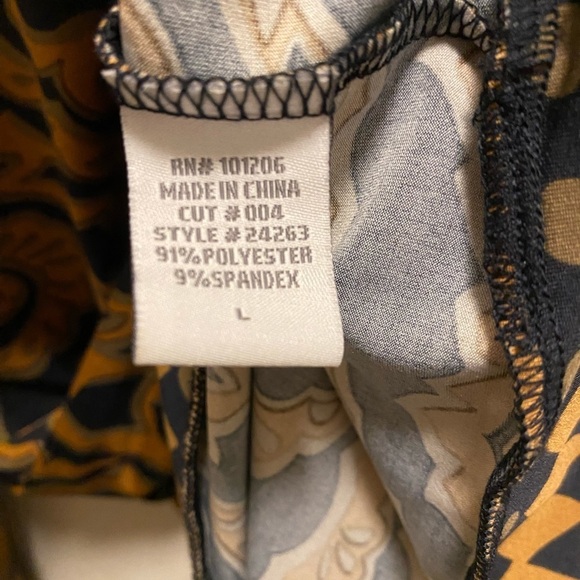 RN# 101206
MADE IN CHINA
CUT # 004
STYLE # 24263
91%POLYESTER
9%SPANDEX
L